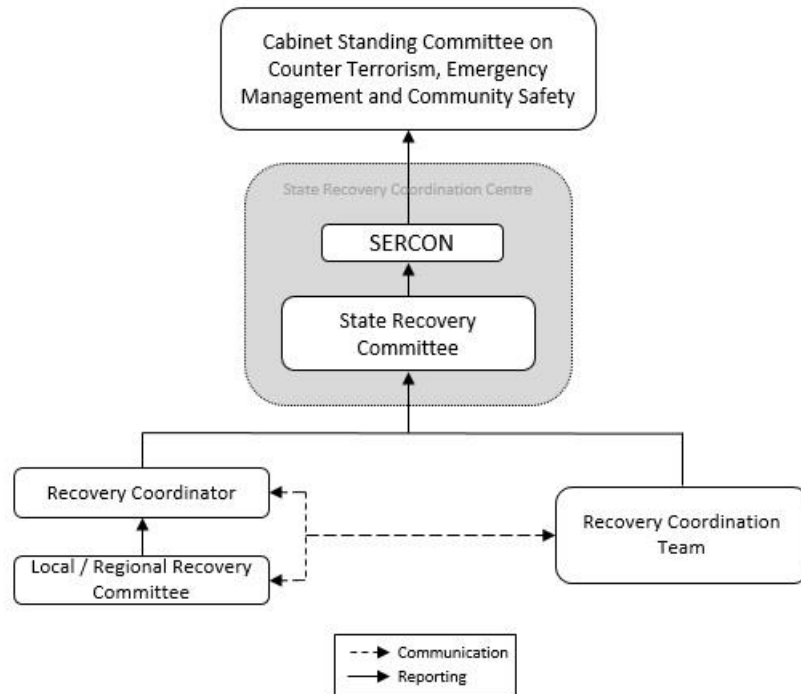 Cabinet Standing Committee on
Counter Terrorism, Emergency
Management and Community Safety
State Recovery Coordination Centre
SERCON
State Recovery
Committee
Recovery Coordinator
Local / Regional Recovery
Committee
Recovery Coordination
Team
Communication
Reporting